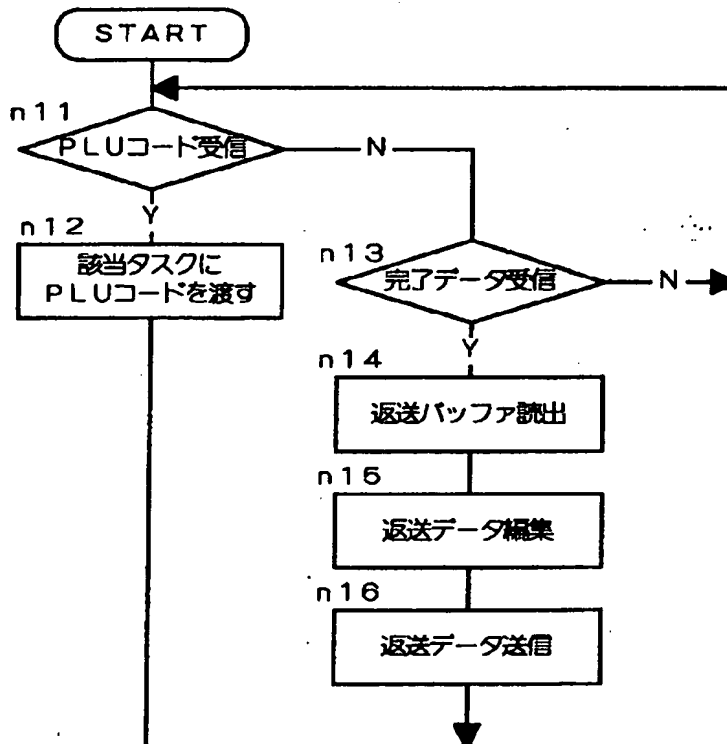 START
n11
PLUコード受信
N
Y
n12
該当タスクに
PLUコードを渡す
n13
完了データ受信
N
Y
n14
返送バッファ読出
n15
返送データ編集
n16
返送データ送信